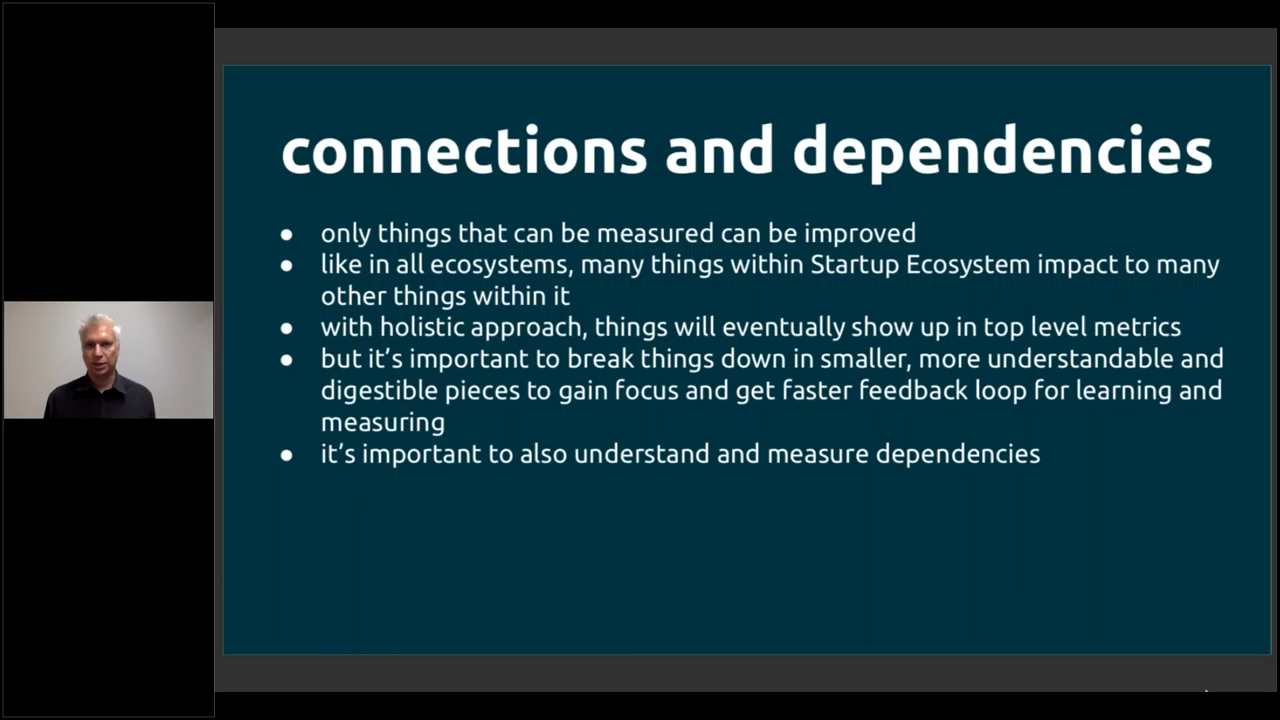 connections and dependencies
● only things that can be measured can be improved
● like in all ecosystems, many things within Startup Ecosystem impact to many
other things within it
● with holistic approach, things will eventually show up in top level metrics
● but it’s important to break things down in smaller, more understandable and
digestible pieces to gain focus and get faster feedback loop for learning and
measuring
● it’s important to also understand and measure dependencies